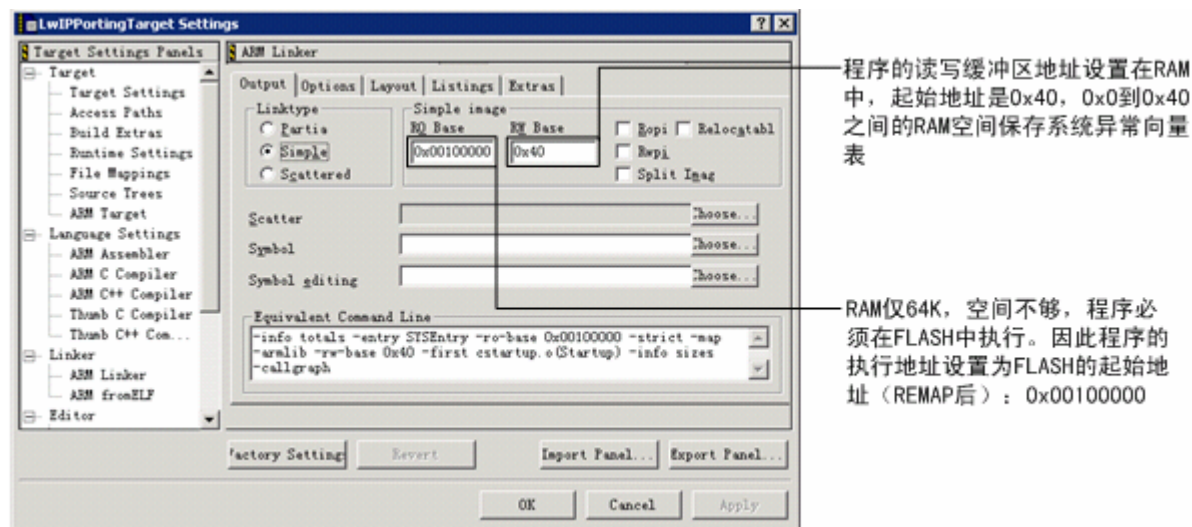 LwIPPortingTarget Settings
Target Settings Panels
Target
Target Settings
Access Paths
Build Extras
Runtime Settings
File Mappings
Source Trees
ARM Target
Language Settings
ARM Assembler
ARM C Compiler
ARM C++ Compiler
Thumb C Compiler
Thumb C++ Com...
Linker
ARM Linker
ARM fromELF
Editor
ARM Linker
Output Options Layout Listings Extras
Linktype
Partia
Simple
Scattered
Simple image
RO Base RW Base
0x00100000 0x40
Ropi Relocatabl
Rwpi
Split Imag
Scatter Choose...
Symbol Choose...
Symbol editing Choose...
Equivalent Command Line
-info totals -entry SYSEntry -ro-base 0x00100000 -strict -map
-armlib -rw-base 0x40 -first cstartup.o(Startup) -info sizes
-callgraph
Factory Setting Revert Import Panel... Export Panel...
OK Cancel Apply
程序的读写缓冲区地址设置在RAM
中，起始地址是0x40，0x0到0x40
之间的RAM空间保存系统异常向量
表
RAM仅64K，空间不够，程序必
须在FLASH中执行。因此程序的
执行地址设置为FLASH的起始地
址（REMAP后）：0x00100000